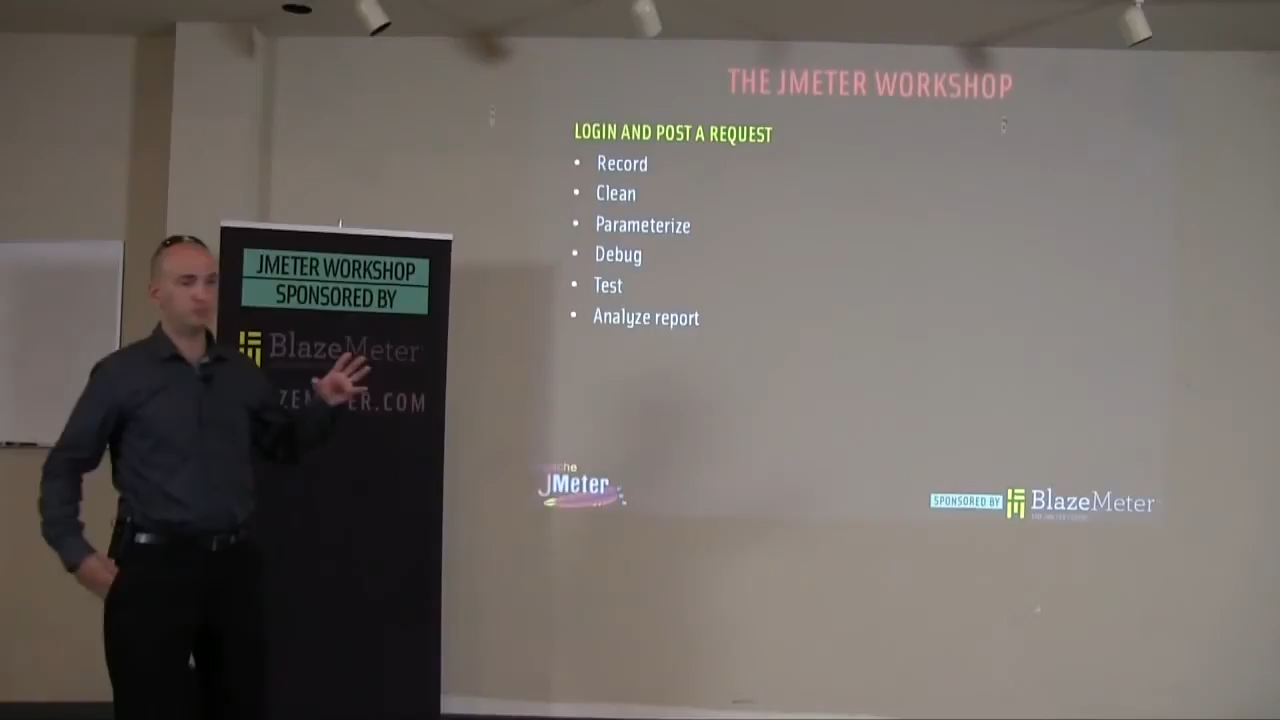 THE JMETER WORKSHOP
LOGIN AND POST A REQUEST
• Record
• Clean
• Parameterize
• Debug
• Test
• Analyze report
JMETER WORKSHOP
SPONSORED BY
BlazeMeter
JMeter
SPONSORED BY BlazeMeter